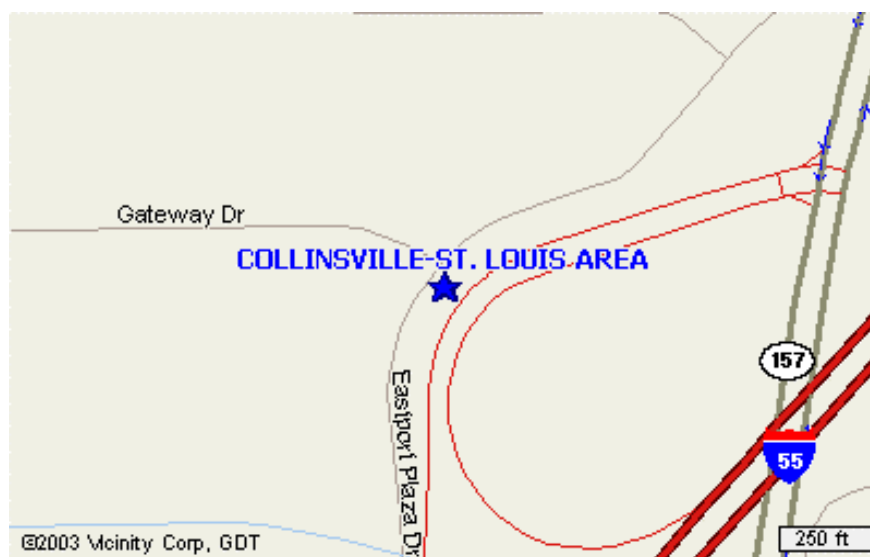 Gateway Dr
COLLINSVILLE-ST. LOUIS AREA
157
Eastport Plaza Dr
55
©2003 Vicinity Corp, GDT
250 ft